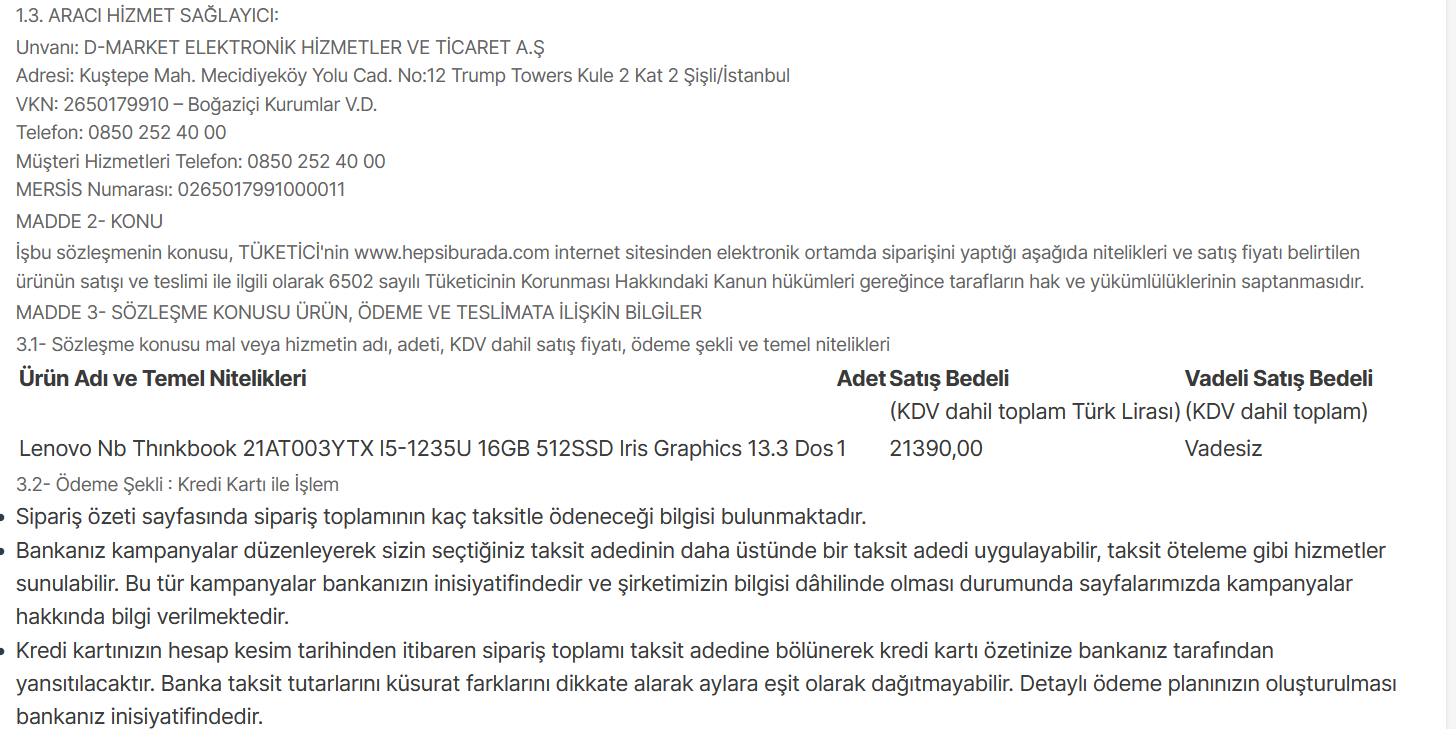 1.3. ARACI HİZMET SAĞLAYICI:
Unvanı: D-MARKET ELEKTRONİK HİZMETLER VE TİCARET A.Ş
Adresi: Kuştepe Mah. Mecidiyeköy Yolu Cad. No:12 Trump Towers Kule 2 Kat 2 Şişli/İstanbul
VKN: 2650179910 – Boğaziçi Kurumlar V.D.
Telefon: 0850 252 40 00
Müşteri Hizmetleri Telefon: 0850 252 40 00
MERSİS Numarası: 0265017991000011
MADDE 2- KONU
İşbu sözleşmenin konusu, TÜKETİCİ'nin www.hepsiburada.com internet sitesinden elektronik ortamda siparişini yaptığı aşağıda nitelikleri ve satış fiyatı belirtilen
ürünün satışı ve teslimi ile ilgili olarak 6502 sayılı Tüketicinin Korunması Hakkındaki Kanun hükümleri gereğince tarafların hak ve yükümlülüklerinin saptanmasıdır.
MADDE 3- SÖZLEŞME KONUSU ÜRÜN, ÖDEME VE TESLİMATA İLİŞKİN BİLGİLER
3.1- Sözleşme konusu mal veya hizmetin adı, adeti, KDV dahil satış fiyatı, ödeme şekli ve temel nitelikleri
Ürün Adı ve Temel Nitelikleri Adet Satış Bedeli Vadeli Satış Bedeli
(KDV dahil toplam Türk Lirası) (KDV dahil toplam)
Lenovo Nb Thınkbook 21AT003YTX I5-1235U 16GB 512SSD Iris Graphics 13.3 Dos 1 21390,00 Vadesiz
3.2- Ödeme Şekli : Kredi Kartı ile İşlem
• Sipariş özeti sayfasında sipariş toplamının kaç taksitle ödeneceği bilgisi bulunmaktadır.
• Bankanız kampanyalar düzenleyerek sizin seçtiğiniz taksit adedinin daha üstünde bir taksit adedi uygulayabilir, taksit öteleme gibi hizmetler
sunulabilir. Bu tür kampanyalar bankanızın inisiyatifindedir ve şirketimizin bilgisi dâhilinde olması durumunda sayfalarımızda kampanyalar
hakkında bilgi verilmektedir.
• Kredi kartınızın hesap kesim tarihinden itibaren sipariş toplamı taksit adedine bölünerek kredi kartı özetinize bankanız tarafından
yansıtılacaktır. Banka taksit tutarlarını küsurat farklarını dikkate alarak aylara eşit olarak dağıtmayabilir. Detaylı ödeme planınızın oluşturulması
bankanız inisiyatifindedir.